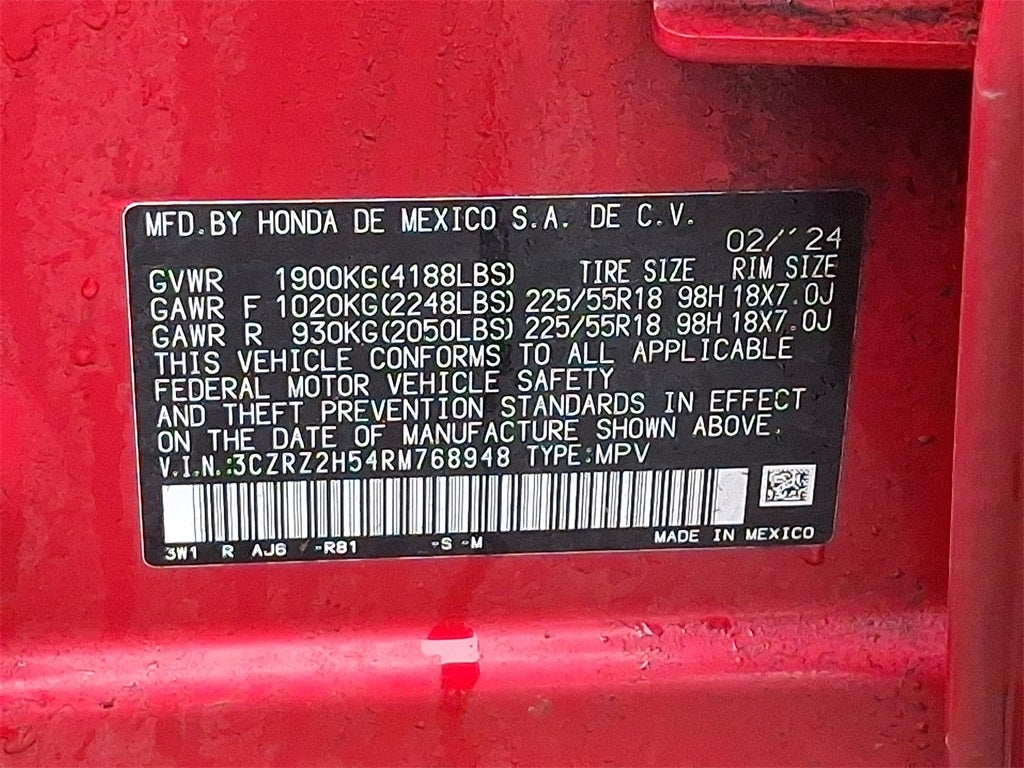 MFD.BY HONDA DE MEXICO S.A. DE C.V.
02/'24
GVWR 1900KG(4188LBS) TIRE SIZE RIM SIZE
GAWR F 1020KG(2248LBS) 225/55R18 98H 18X7.0J
GAWR R 930KG(2050LBS) 225/55R18 98H 18X7.0J
THIS VEHICLE CONFORMS TO ALL APPLICABLE
FEDERAL MOTOR VEHICLE SAFETY
AND THEFT PREVENTION STANDARDS IN EFFECT
ON THE DATE OF MANUFACTURE SHOWN ABOVE.
V.I.N.:3CZRZ2H54RM768948 TYPE:MPV
3W1 R AJ6 -R81 -S -M MADE IN MEXICO